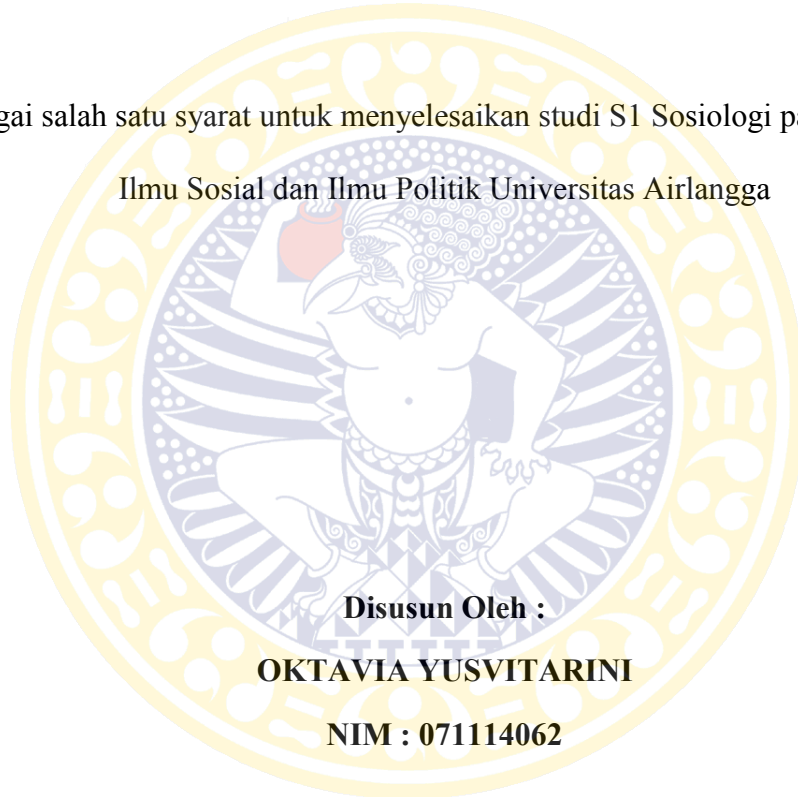 gai salah satu syarat untuk menyelesaikan studi S1 Sosiologi pa
Ilmu Sosial dan Ilmu Politik Universitas Airlangga
Disusun Oleh :
OKTAVIA YUSVITARINI
NIM : 071114062